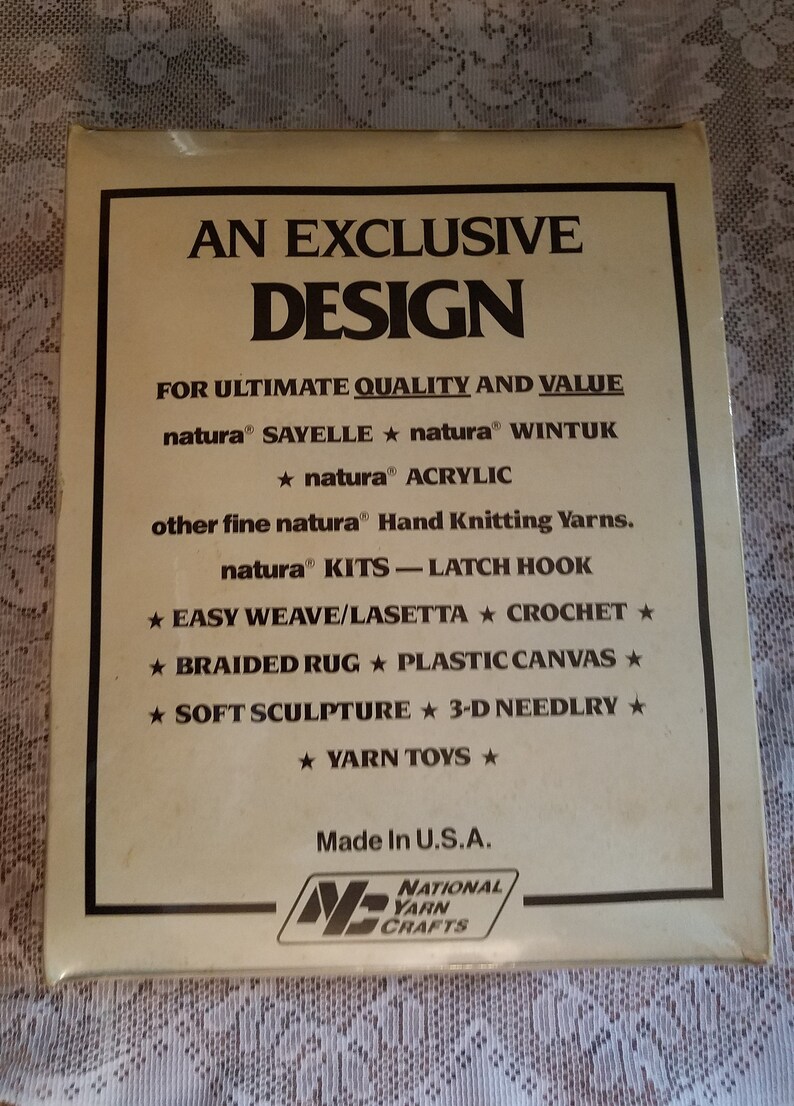 AN EXCLUSIVE
DESIGN
FOR ULTIMATE QUALITY AND VALUE
natura® SAYELLE ★ natura® WINTUK
★ natura® ACRYLIC
other fine natura® Hand Knitting Yarns.
natura® KITS — LATCH HOOK
★ EASY WEAVE/LASETTA ★ CROCHET ★
★ BRAIDED RUG ★ PLASTIC CANVAS ★
★ SOFT SCULPTURE ★ 3-D NEEDLRY ★
★ YARN TOYS ★
Made In U.S.A.
NYC NATIONAL
YARN
CRAFTS